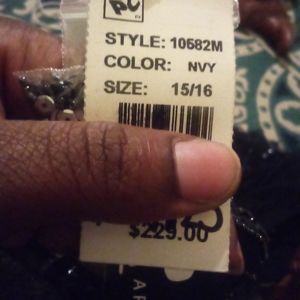 STYLE: 10582M
COLOR: NVY
SIZE: 15/16
$229.00